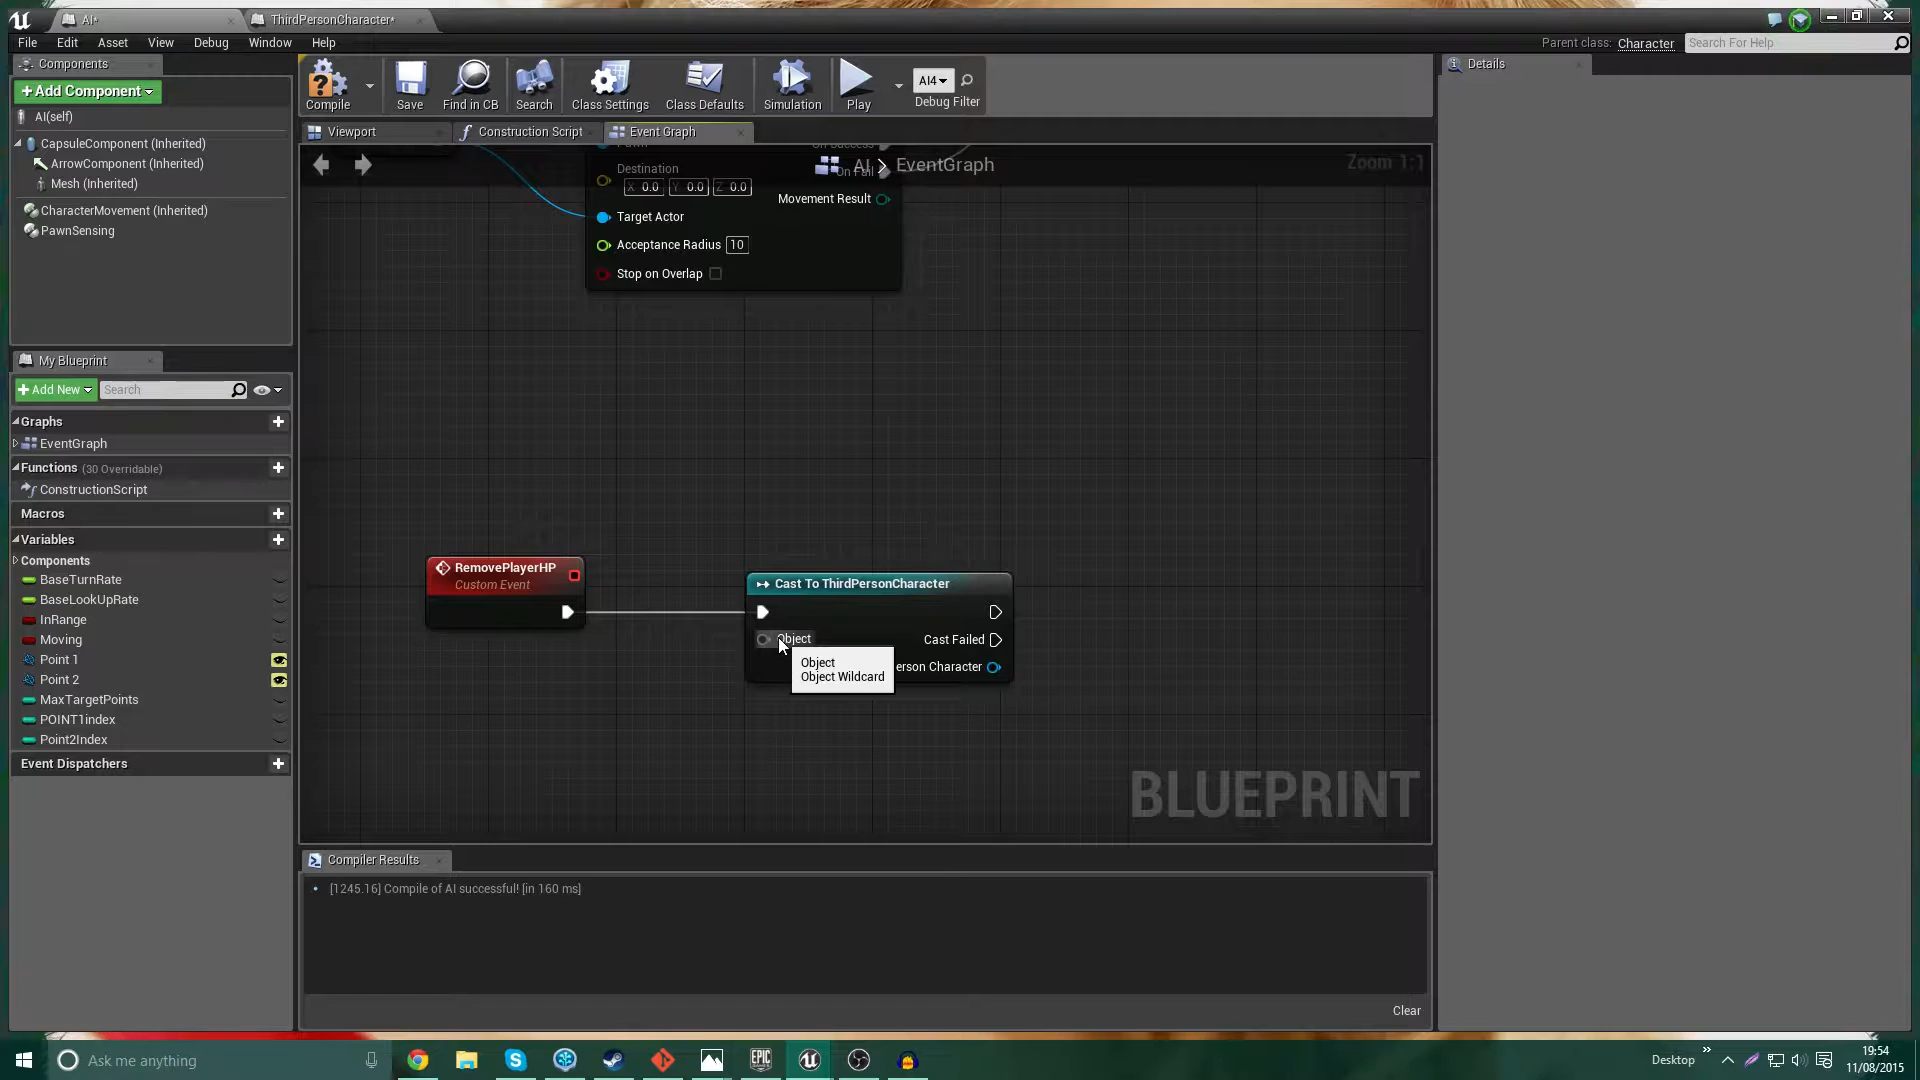 AI*
ThirdPersonCharacter*
File Edit Asset View Debug Window Help
Parent class: Character
Search For Help
Components
+ Add Component
AI(self)
CapsuleComponent (Inherited)
ArrowComponent (Inherited)
Mesh (Inherited)
CharacterMovement (Inherited)
PawnSensing
Compile
Save
Find in CB
Search
Class Settings
Class Defaults
Simulation
Play
AI4
Debug Filter
Details
Viewport
Construction Script
Event Graph
AI > EventGraph
Zoom 1:1
On Success
On Fail
Destination
X 0.0 Y 0.0 Z 0.0
Movement Result
Target Actor
Acceptance Radius 10
Stop on Overlap
My Blueprint
+ Add New
Search
Graphs
EventGraph
Functions (30 Overridable)
ConstructionScript
Macros
Variables
Components
BaseTurnRate
BaseLookUpRate
InRange
Moving
Point 1
Point 2
MaxTargetPoints
POINT1index
Point2Index
Event Dispatchers
RemovePlayerHP
Custom Event
Cast To ThirdPersonCharacter
Object
Cast Failed
erson Character
Object
Object Wildcard
BLUEPRINT
Compiler Results
[1245.16] Compile of AI successful! [in 160 ms]
Clear
Ask me anything
EPIC
GAMES
Desktop
19:54
11/08/2015